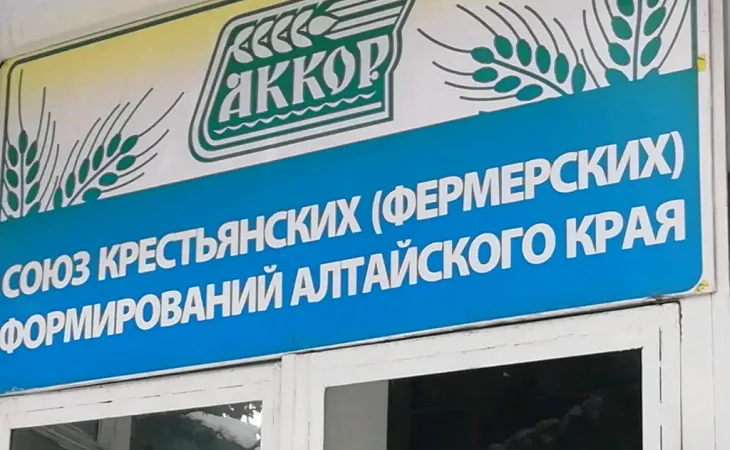 АККОР
СОЮЗ КРЕСТЬЯНСКИХ (ФЕРМЕРСКИХ)
ФОРМИРОВАНИЙ АЛТАЙСКОГО КРАЯ